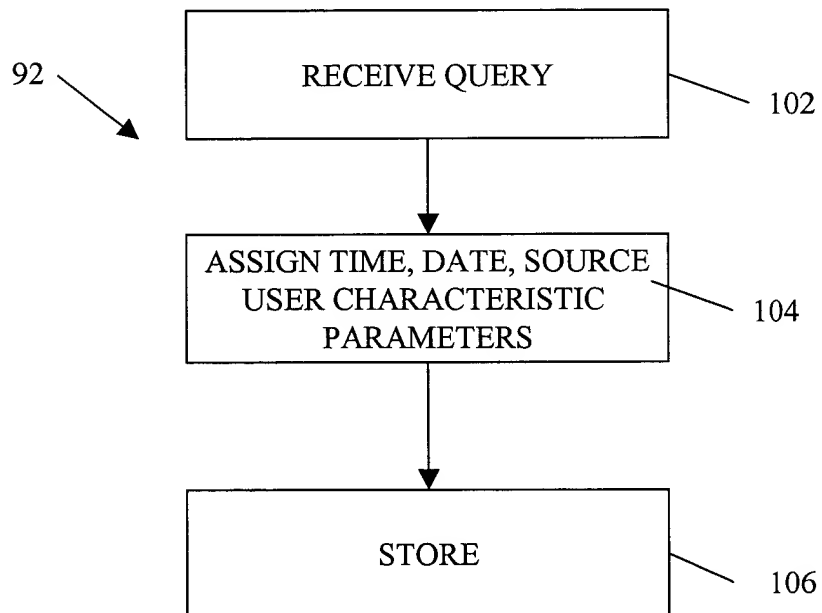 92
RECEIVE QUERY
102
ASSIGN TIME, DATE, SOURCE
USER CHARACTERISTIC
PARAMETERS
104
STORE
106